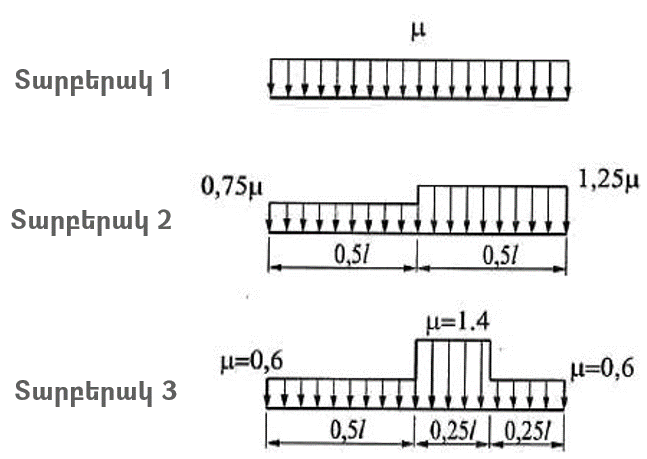 μ
Տարբերակ 1
0,75μ 1,25μ
Տարբերակ 2
0,5l 0,5l
μ=1.4
μ=0,6 μ=0,6
Տարբերակ 3
0,5l 0,25l 0,25l